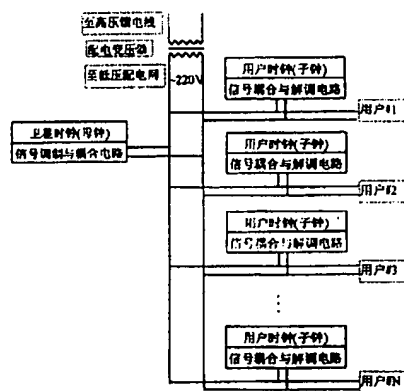 至高压馈电线
配电变压器
至低压配电网
~220V
用户时钟(子钟)
信号耦合与解调电路
用户#1
卫星时钟(母钟)
信号调制与耦合电路
用户时钟(子钟)
信号耦合与解调电路
用户#2
用户时钟(子钟)
信号耦合与解调电路
用户#3
用户时钟(子钟)
信号耦合与解调电路
用户#N